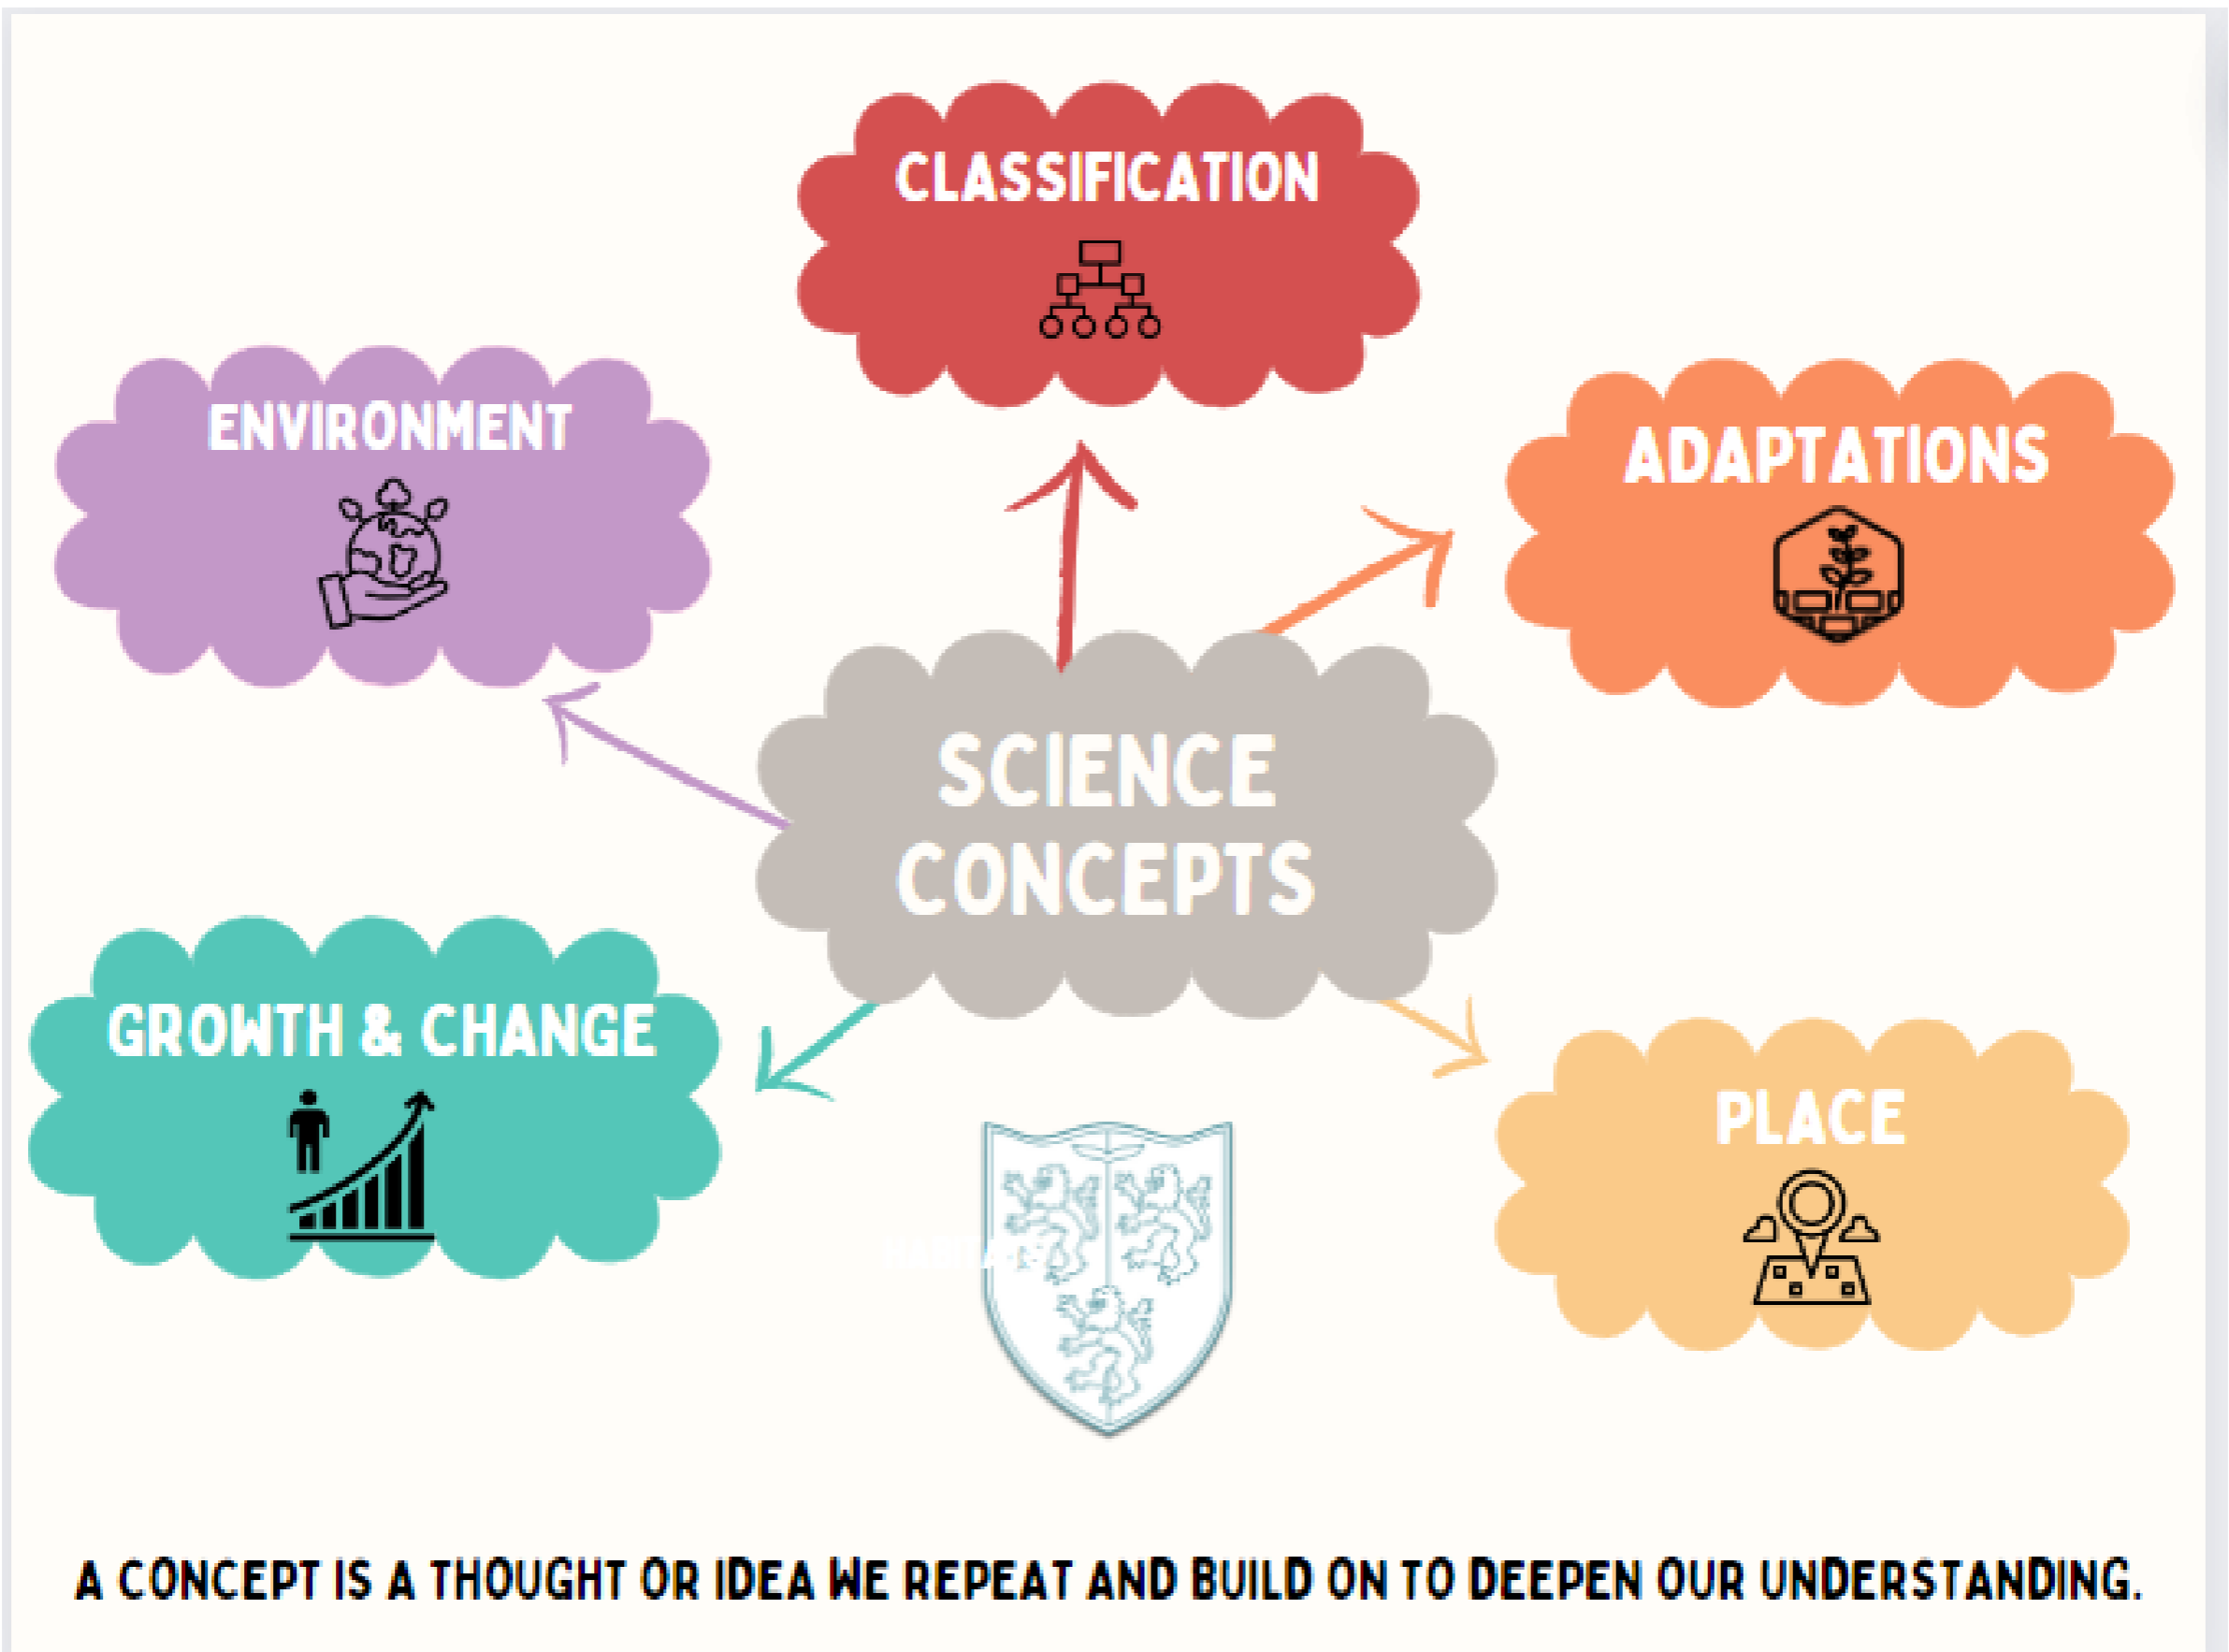 CLASSIFICATION
ENVIRONMENT
ADAPTATIONS
SCIENCE
CONCEPTS
GROWTH & CHANGE
PLACE
A CONCEPT IS A THOUGHT OR IDEA WE REPEAT AND BUILD ON TO DEEPEN OUR UNDERSTANDING.